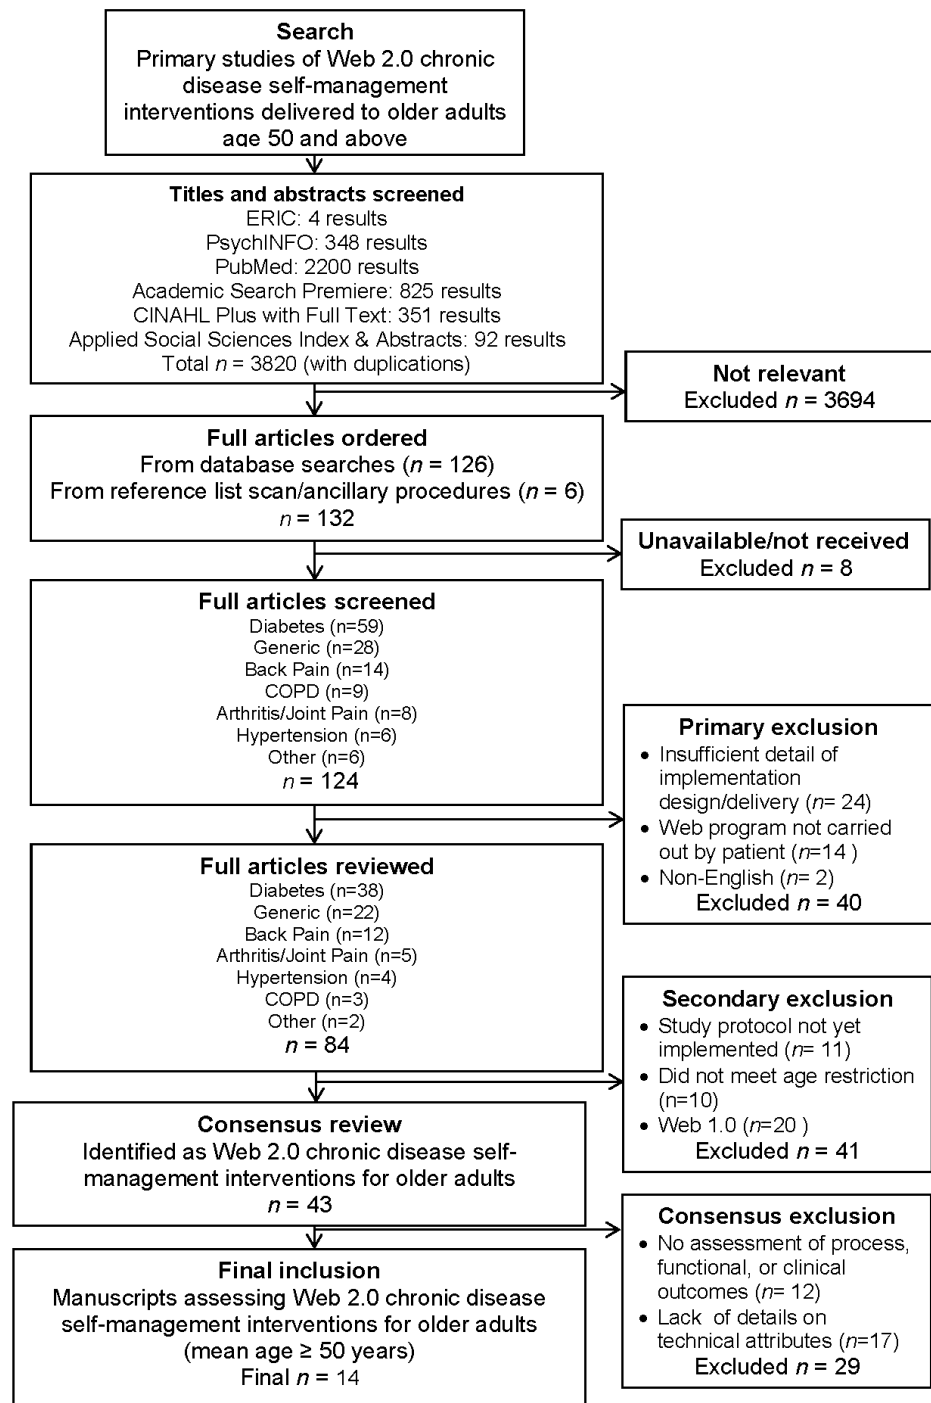 Search
Primary studies of Web 2.0 chronic
disease self-management
interventions delivered to older adults
age 50 and above
Titles and abstracts screened
ERIC: 4 results
PsychINFO: 348 results
PubMed: 2200 results
Academic Search Premiere: 825 results
CINAHL Plus with Full Text: 351 results
Applied Social Sciences Index & Abstracts: 92 results
Total n = 3820 (with duplications)
Not relevant
Excluded n = 3694
Full articles ordered
From database searches (n = 126)
From reference list scan/ancillary procedures (n = 6)
n = 132
Unavailable/not received
Excluded n = 8
Full articles screened
Diabetes (n=59)
Generic (n=28)
Back Pain (n=14)
COPD (n=9)
Arthritis/Joint Pain (n=8)
Hypertension (n=6)
Other (n=6)
n = 124
Primary exclusion
• Insufficient detail of
implementation
design/delivery (n= 24)
• Web program not carried
out by patient (n=14 )
• Non-English (n= 2)
Excluded n = 40
Full articles reviewed
Diabetes (n=38)
Generic (n=22)
Back Pain (n=12)
Arthritis/Joint Pain (n=5)
Hypertension (n=4)
COPD (n=3)
Other (n=2)
n = 84
Secondary exclusion
• Study protocol not yet
implemented (n= 11)
• Did not meet age restriction
(n=10)
• Web 1.0 (n=20 )
Excluded n = 41
Consensus review
Identified as Web 2.0 chronic disease self-
management interventions for older adults
n = 43
Consensus exclusion
• No assessment of process,
functional, or clinical
outcomes (n= 12)
• Lack of details on
technical attributes (n=17)
Excluded n = 29
Final inclusion
Manuscripts assessing Web 2.0 chronic disease
self-management interventions for older adults
(mean age ≥ 50 years)
Final n = 14